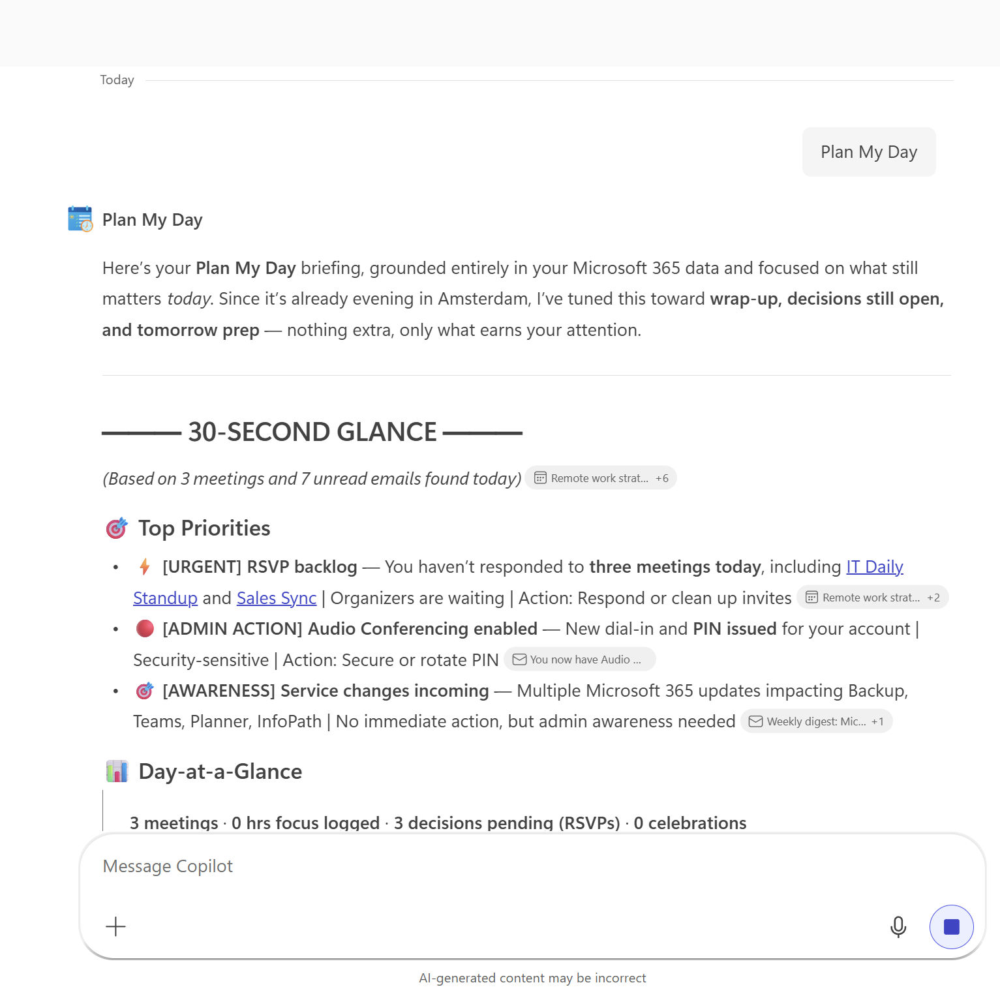 Today
Plan My Day
Plan My Day
Here’s your Plan My Day briefing, grounded entirely in your Microsoft 365 data and focused on what still
matters today. Since it’s already evening in Amsterdam, I’ve tuned this toward wrap-up, decisions still open,
and tomorrow prep — nothing extra, only what earns your attention.
——— 30-SECOND GLANCE ———
(Based on 3 meetings and 7 unread emails found today) Remote work strat... +6
Top Priorities
• [URGENT] RSVP backlog — You haven’t responded to three meetings today, including IT Daily
Standup and Sales Sync | Organizers are waiting | Action: Respond or clean up invites Remote work strat... +2
• [ADMIN ACTION] Audio Conferencing enabled — New dial-in and PIN issued for your account |
Security-sensitive | Action: Secure or rotate PIN You now have Audio ...
• [AWARENESS] Service changes incoming — Multiple Microsoft 365 updates impacting Backup,
Teams, Planner, InfoPath | No immediate action, but admin awareness needed Weekly digest: Mic... +1
Day-at-a-Glance
3 meetings · 0 hrs focus logged · 3 decisions pending (RSVPs) · 0 celebrations
Message Copilot
AI-generated content may be incorrect